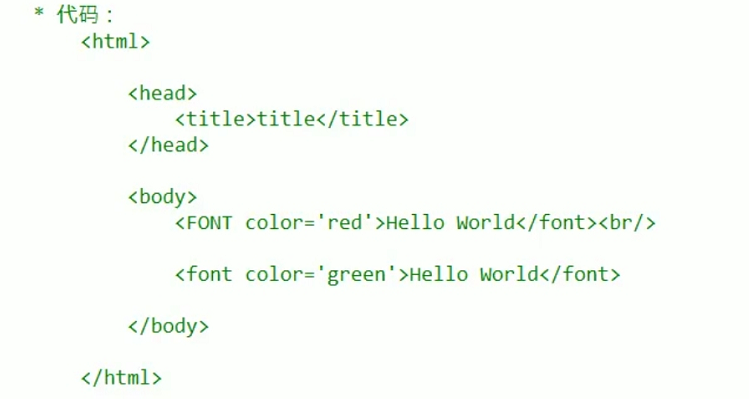 * 代码：
<html>
<head>
<title>title</title>
</head>
<body>
<FONT color='red'>Hello World</font><br/>
<font color='green'>Hello World</font>
</body>
</html>